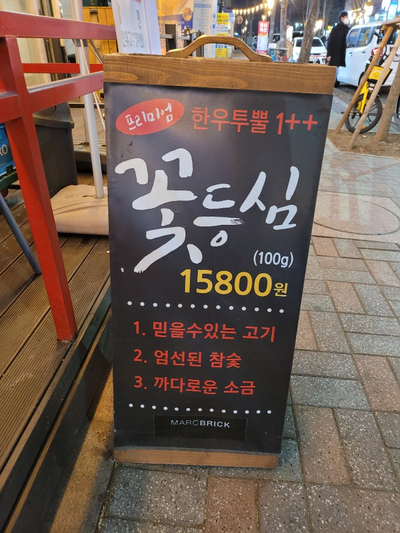 프리미엄 한우투뿔 1++
꽃등심
(100g)
15800원
1. 믿을수있는 고기
2. 엄선된 참숯
3. 까다로운 소금
MARCBRICK